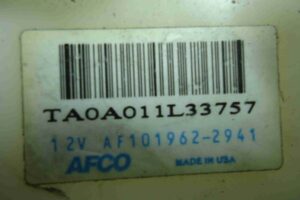 TA0A011L33757
12V AF101962-2941
AFCO MADE IN USA